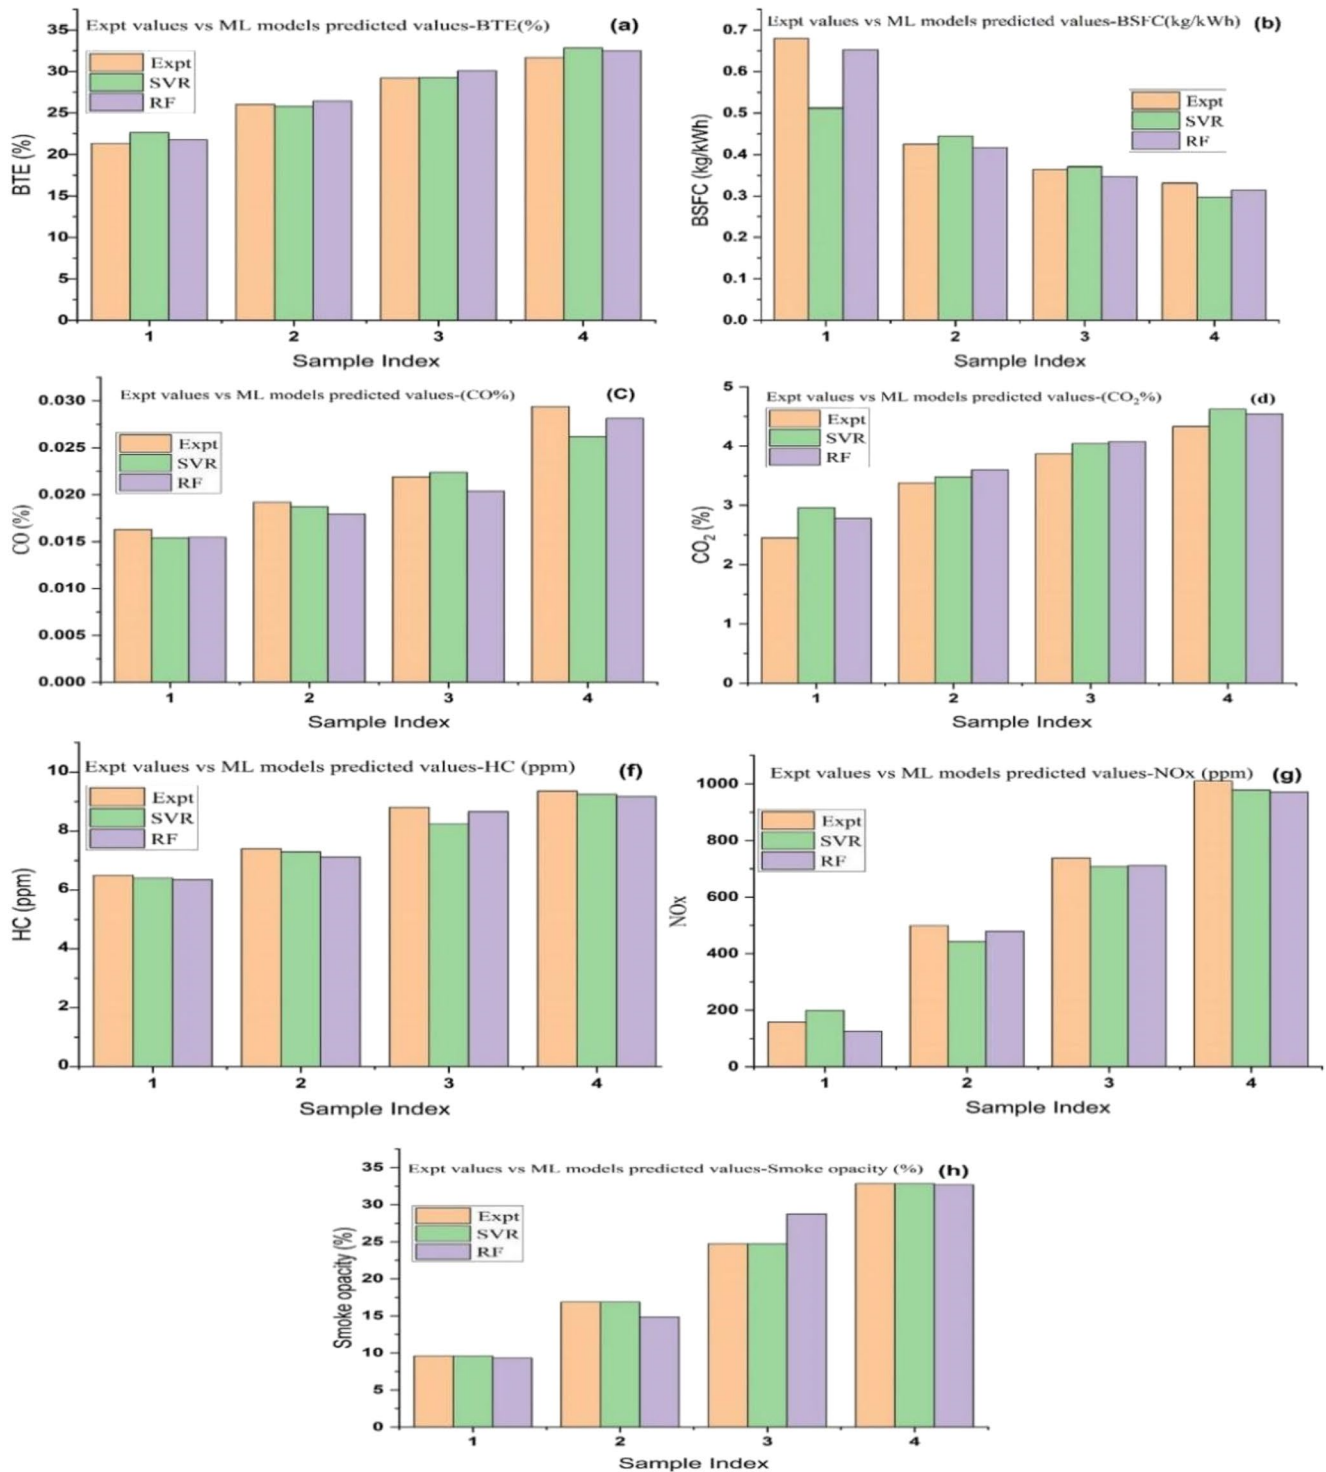 Expt values vs ML models predicted values-BTE(%) (a)
Expt
SVR
RF
35
30
25
20
15
10
5
0
BTE (%)
1 2 3 4
Sample Index
Expt values vs ML models predicted values-BSFC(kg/kWh) (b)
Expt
SVR
RF
0.7
0.6
0.5
0.4
0.3
0.2
0.1
0.0
BSFC (kg/kWh)
1 2 3 4
Sample Index
Expt values vs ML models predicted values-(CO%) (C)
Expt
SVR
RF
0.030
0.025
0.020
0.015
0.010
0.005
0.000
CO (%)
1 2 3 4
Sample Index
Expt values vs ML models predicted values-(CO₂%) (d)
Expt
SVR
RF
5
4
3
2
1
0
CO₂ (%)
1 2 3 4
Sample Index
Expt values vs ML models predicted values-HC (ppm) (f)
Expt
SVR
RF
10
8
6
4
2
0
HC (ppm)
1 2 3 4
Sample Index
Expt values vs ML models predicted values-NOx (ppm) (g)
Expt
SVR
RF
1000
800
600
400
200
0
NOx
1 2 3 4
Sample Index
Expt values vs ML models predicted values-Smoke opacity (%) (h)
Expt
SVR
RF
35
30
25
20
15
10
5
0
Smoke opacity (%)
1 2 3 4
Sample Index